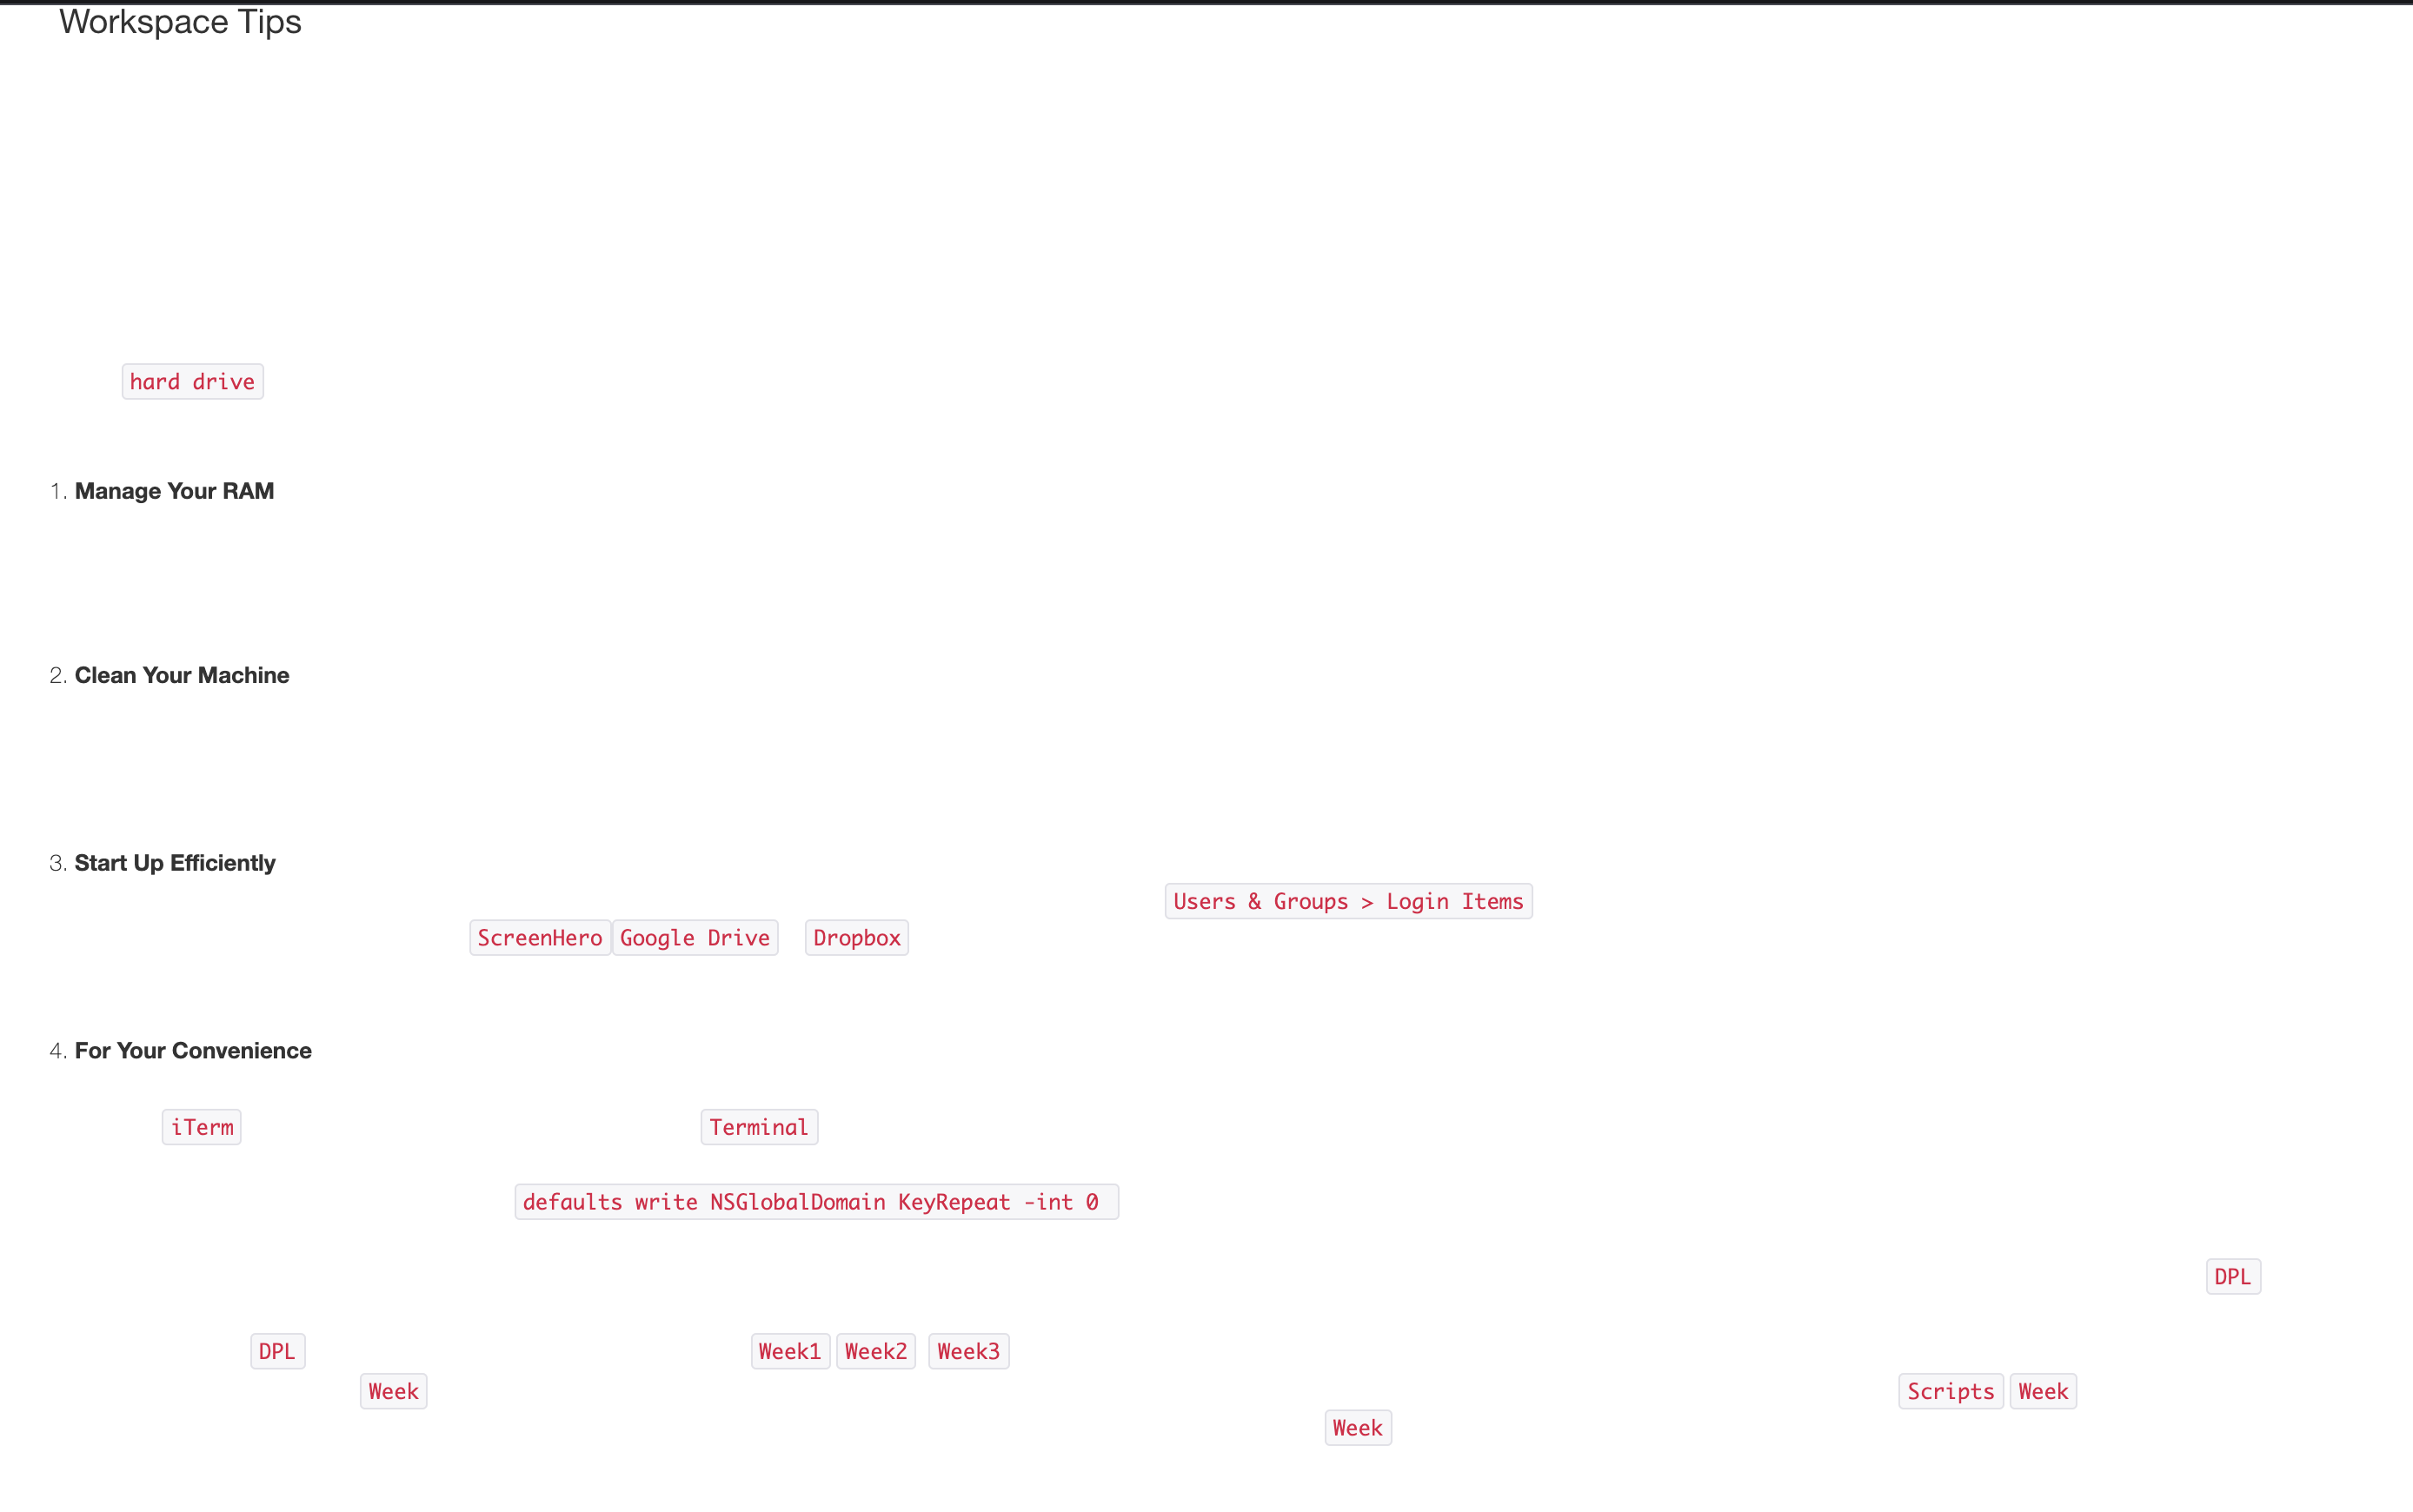 Workspace Tips
hard drive
1. Manage Your RAM
2. Clean Your Machine
3. Start Up Efficiently
Users & Groups > Login Items
ScreenHero Google Drive Dropbox
4. For Your Convenience
iTerm Terminal
defaults write NSGlobalDomain KeyRepeat -int 0
DPL
DPL Week1 Week2 Week3
Week Scripts Week
Week